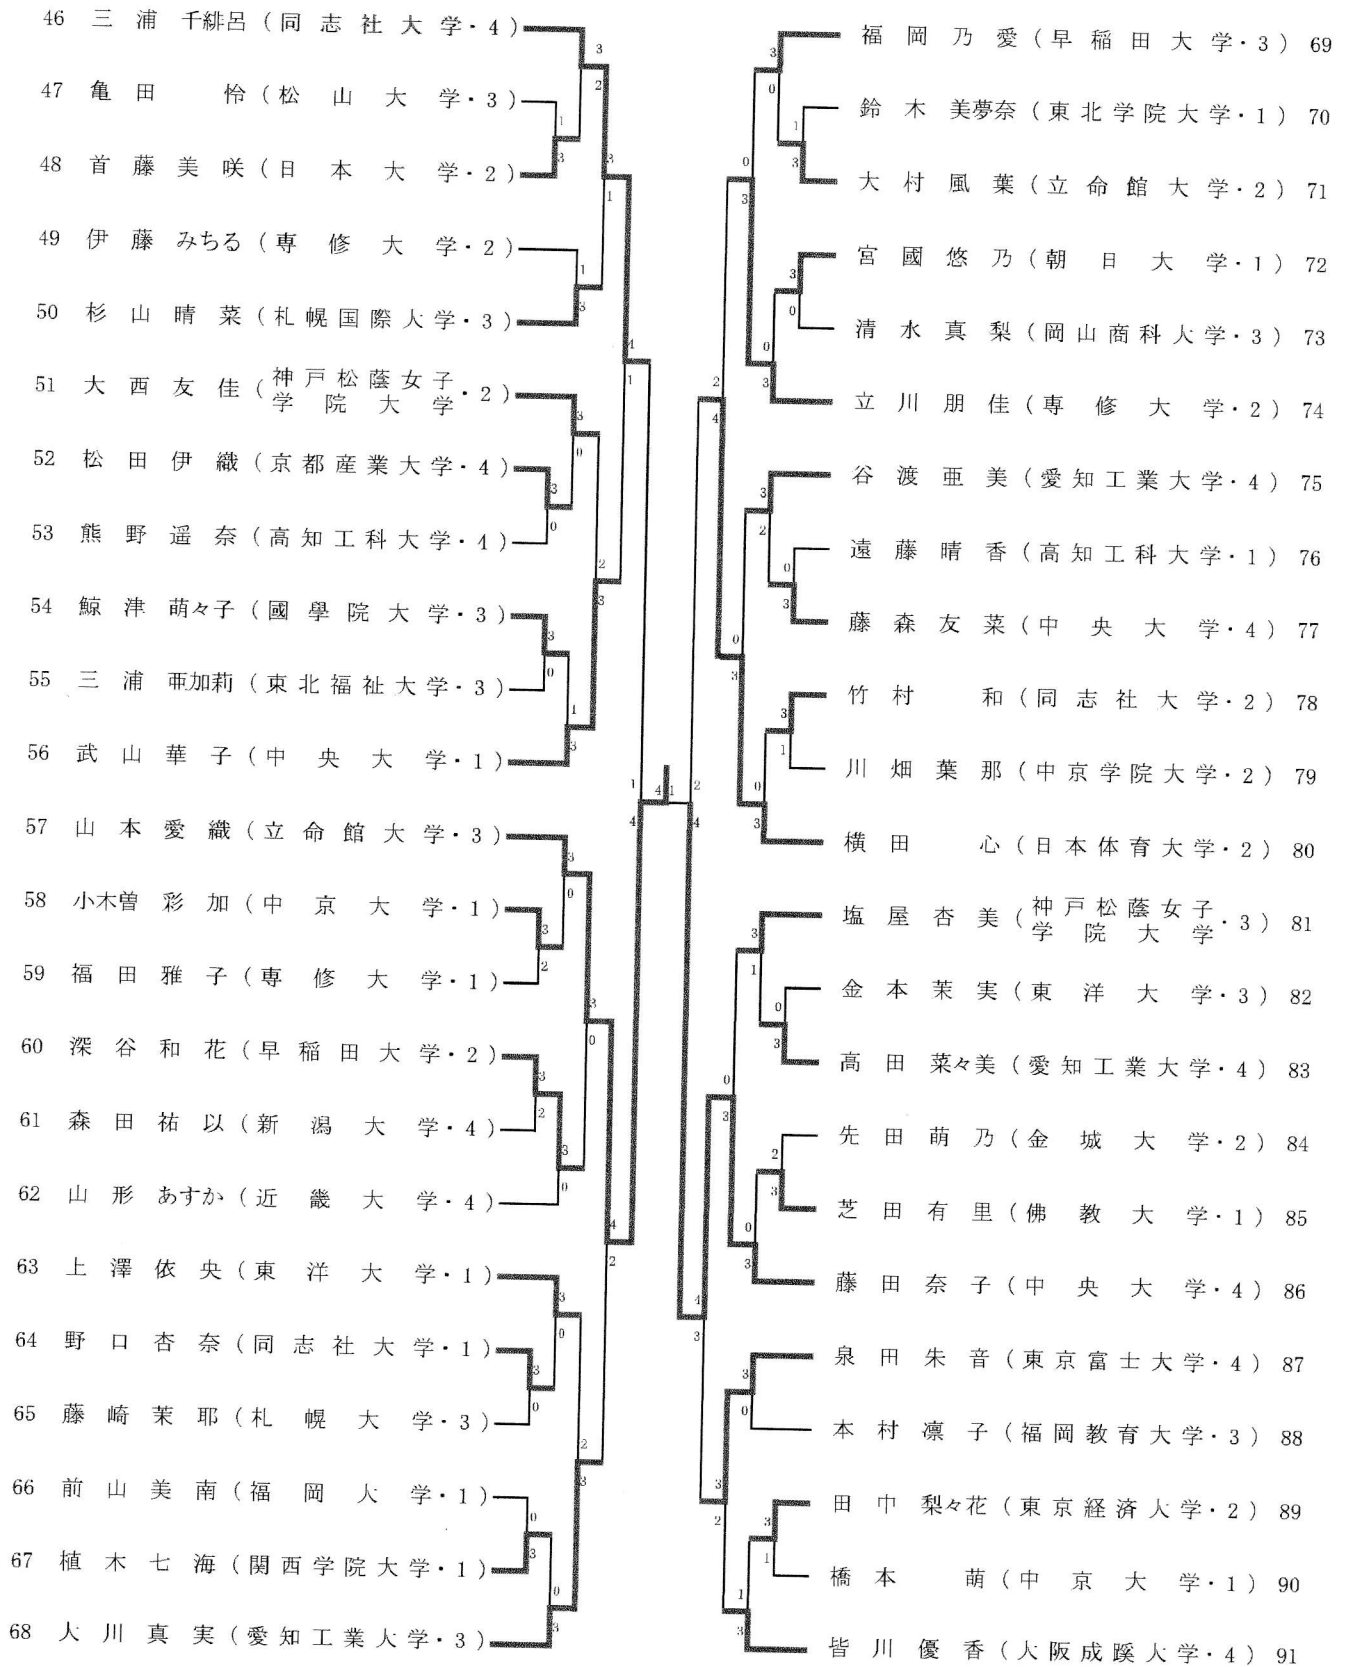 46 三浦 千緋呂 (同志社大学・4)
47 亀田 怜 (松山大学・3)
48 首藤美咲 (日本大学・2)
49 伊藤 みちる (専修大学・2)
50 杉山晴菜 (札幌国際大学・3)
51 大西友佳 (神戸松蔭女子学院大学・2)
52 松田伊織 (京都産業大学・4)
53 熊野遥奈 (高知工科大学・4)
54 鯨津 萌々子 (國學院大学・3)
55 三浦 亜加莉 (東北福祉大学・3)
56 武山華子 (中央大学・1)
57 山本愛織 (立命館大学・3)
58 小木曽 彩加 (中京大学・1)
59 福田雅子 (専修大学・1)
60 深谷和花 (早稲田大学・2)
61 森田祐以 (新潟大学・4)
62 山形 あすか (近畿大学・4)
63 上澤依央 (東洋大学・1)
64 野口杏奈 (同志社大学・1)
65 藤崎茉耶 (札幌大学・3)
66 前山美南 (福岡大学・1)
67 植木七海 (関西学院大学・1)
68 大川真実 (愛知工業大学・3)
福岡乃愛 (早稲田大学・3) 69
鈴木 美夢奈 (東北学院大学・1) 70
大村風葉 (立命館大学・2) 71
宮國悠乃 (朝日大学・1) 72
清水真梨 (岡山商科大学・3) 73
立川朋佳 (専修大学・2) 74
谷渡亜美 (愛知工業大学・4) 75
遠藤晴香 (高知工科大学・1) 76
藤森友菜 (中央大学・4) 77
竹村 和 (同志社大学・2) 78
川畑葉那 (中京学院大学・2) 79
横田 心 (日本体育大学・2) 80
塩屋杏美 (神戸松蔭女子学院大学・3) 81
金本茉実 (東洋大学・3) 82
高田 菜々美 (愛知工業大学・4) 83
先田萌乃 (金城大学・2) 84
芝田有里 (佛教大学・1) 85
藤田奈子 (中央大学・4) 86
泉田朱音 (東京富士大学・4) 87
本村凛子 (福岡教育大学・3) 88
田中 梨々花 (東京経済大学・2) 89
橋本 萌 (中京大学・1) 90
皆川優香 (大阪成蹊大学・4) 91